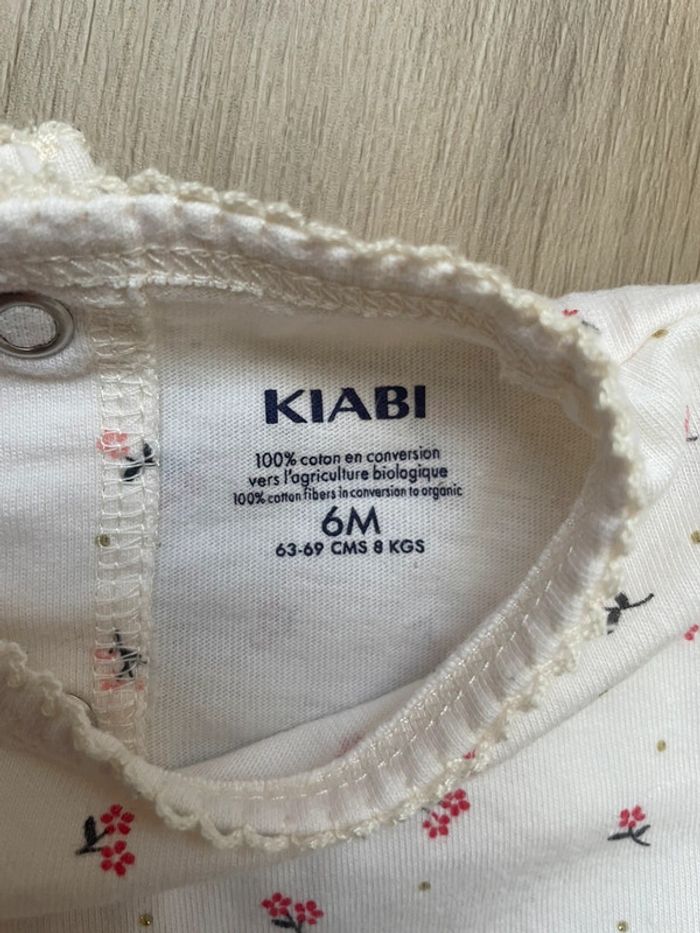 KIABI
100% coton en conversion
vers l'agriculture biologique
100% cotton fibers in conversion to organic
6M
63-69 CMS 8 KGS